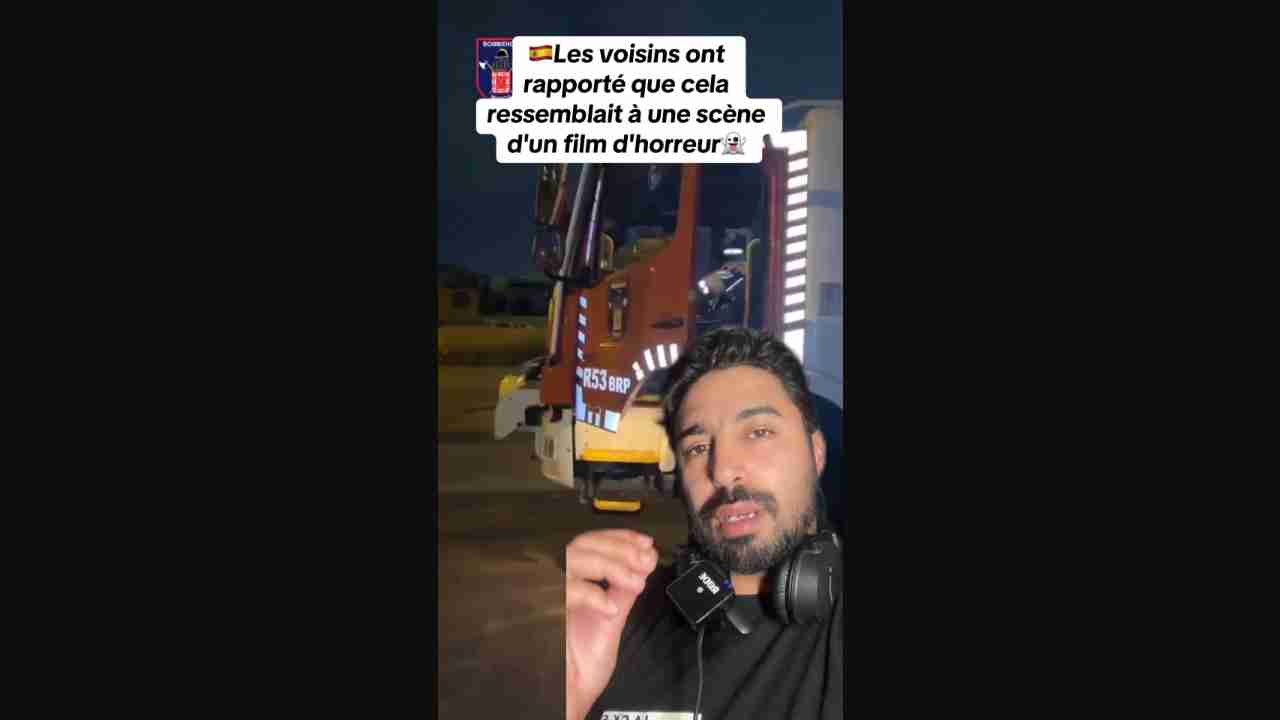 🇪🇸Les voisins ont
rapporté que cela
ressemblait à une scène
d'un film d'horreur👻
R53 BRP